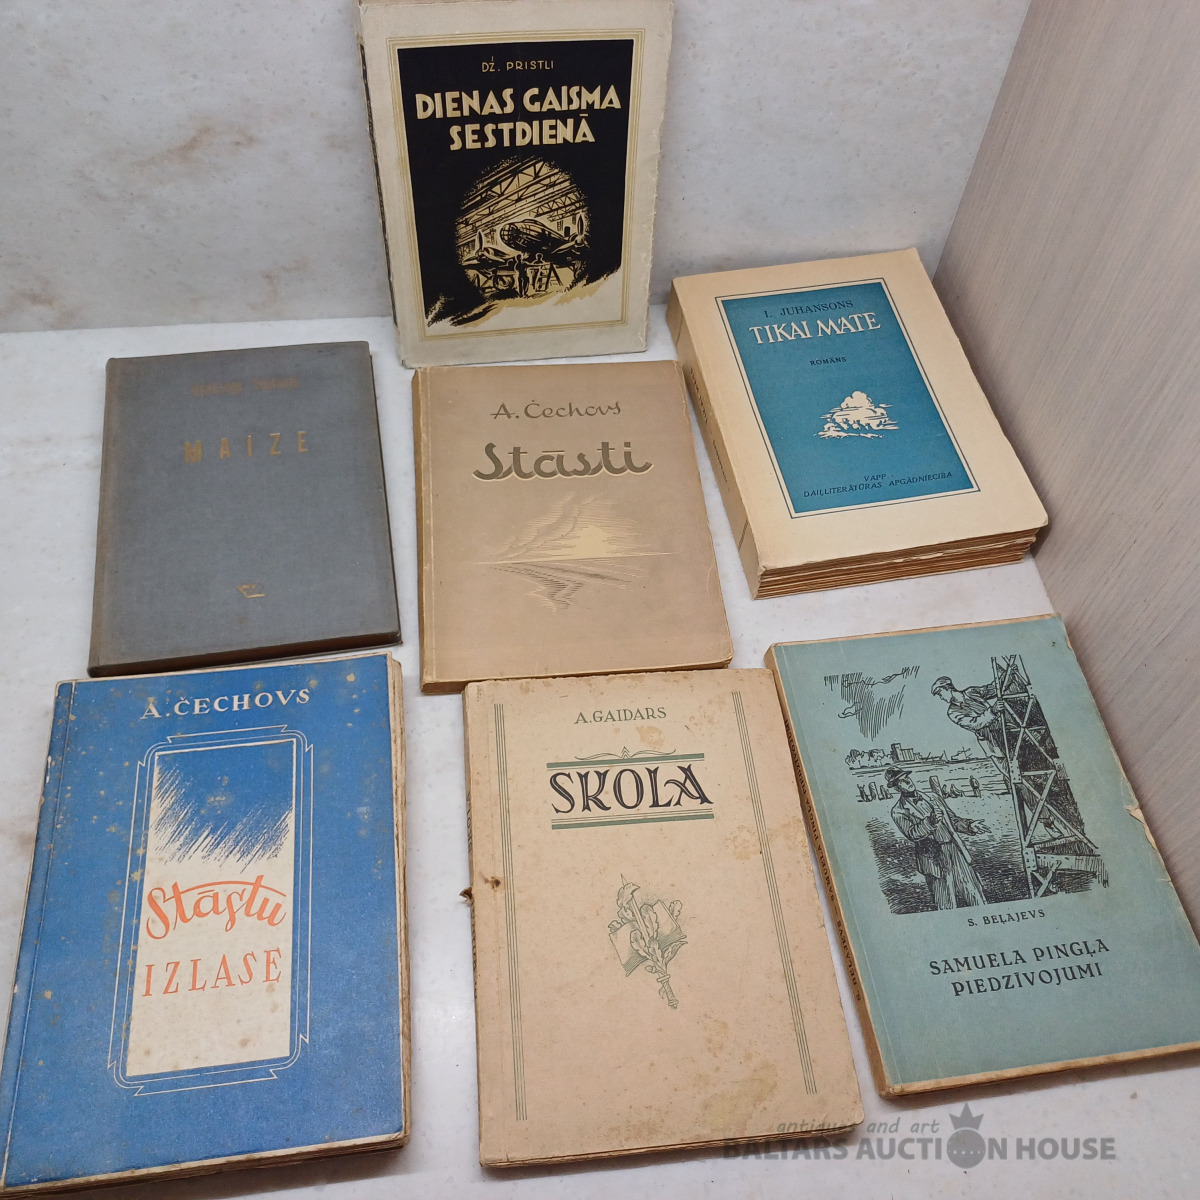 DŽ. PRISTLI
DIENAS GAISMA
SESTDIENĀ
I. JUHANSONS
TIKAI MATE
ROMĀNS
VAPP
DAIĻLITERĀTŪRAS APGĀDNIECĪBA
MAIZE
A. Čechovs
Stāsti
A. ČECHOVS
Stāstu
IZLASE
A. GAIDARS
SKOLA
S. BEĻAJEVS
SAMUELA PINGĻA
PIEDZĪVOJUMI
antiques and art
BALTARS AUCTION HOUSE